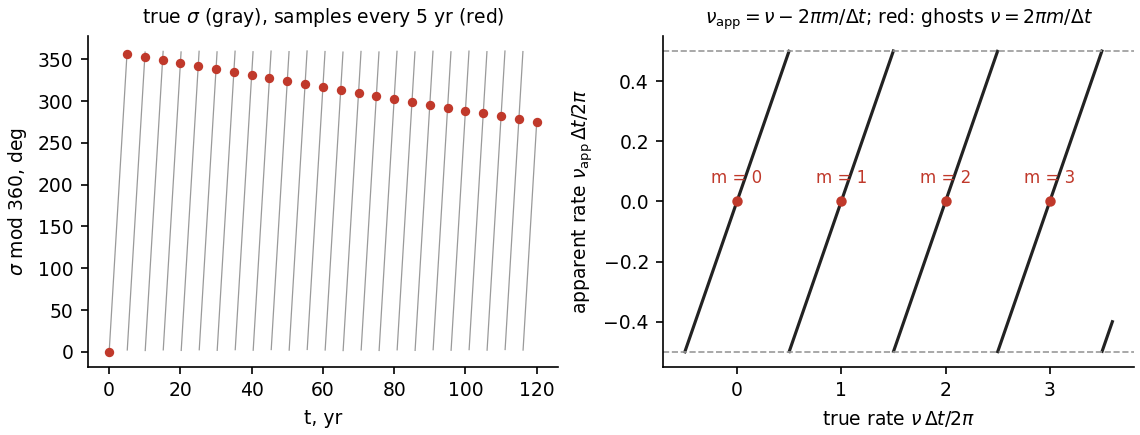 true σ (gray), samples every 5 yr (red)
350
300
250
200
150
100
50
0
σ mod 360, deg
0 20 40 60 80 100 120
t, yr
ν_app = ν − 2πm/Δt; red: ghosts ν = 2πm/Δt
0.4
0.2
0.0
−0.2
−0.4
apparent rate ν_app Δt/2π
m = 0 m = 1 m = 2 m = 3
0 1 2 3
true rate ν Δt/2π